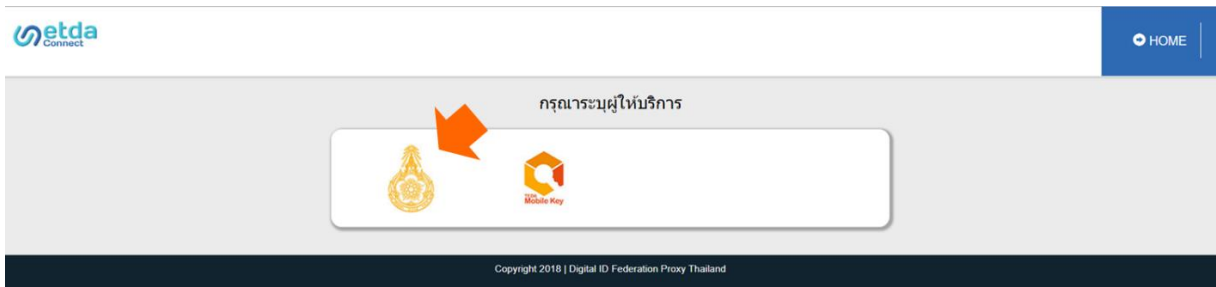 etda
Connect
HOME
กรุณาระบุผู้ให้บริการ
Mobile Key
Copyright 2018 | Digital ID Federation Proxy Thailand